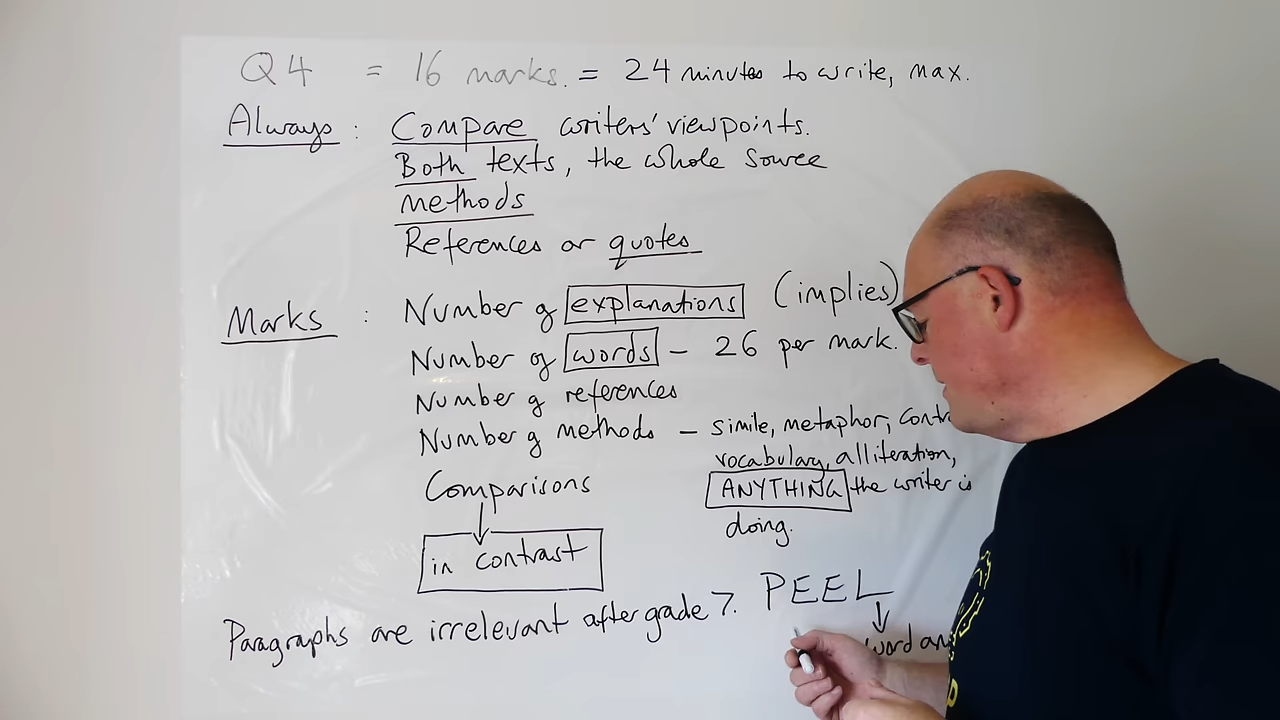 Q4 = 16 marks. = 24 minutes to write, max.
Always : Compare writers' viewpoints.
Both texts, the whole source
methods
References or quotes
Marks : Number of explanations (implies)
Number of words - 26 per mark.
Number of references
Number of methods - simile, metaphor,
vocabulary, alliteration,
ANYTHING the writer is
doing.
Comparisons
in contrast
Paragraphs are irrelevant after grade 7. PEEL
word